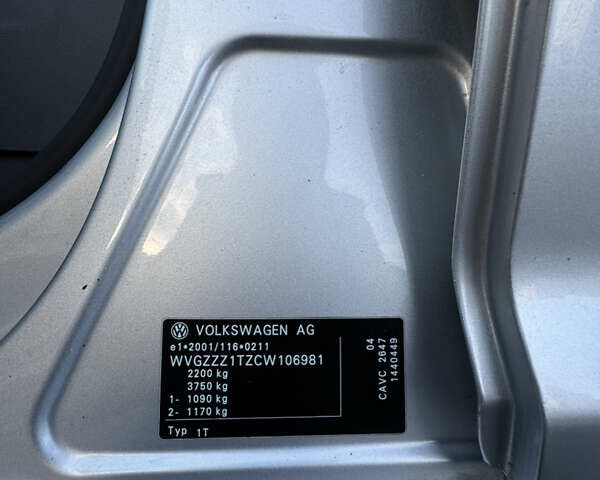 VOLKSWAGEN AG
e1*2001/116*0211
WVGZZZ1TZCW106981
2200 kg
3750 kg
1- 1090 kg
2- 1170 kg
Typ 1T
04
CAVC 2647
1440449